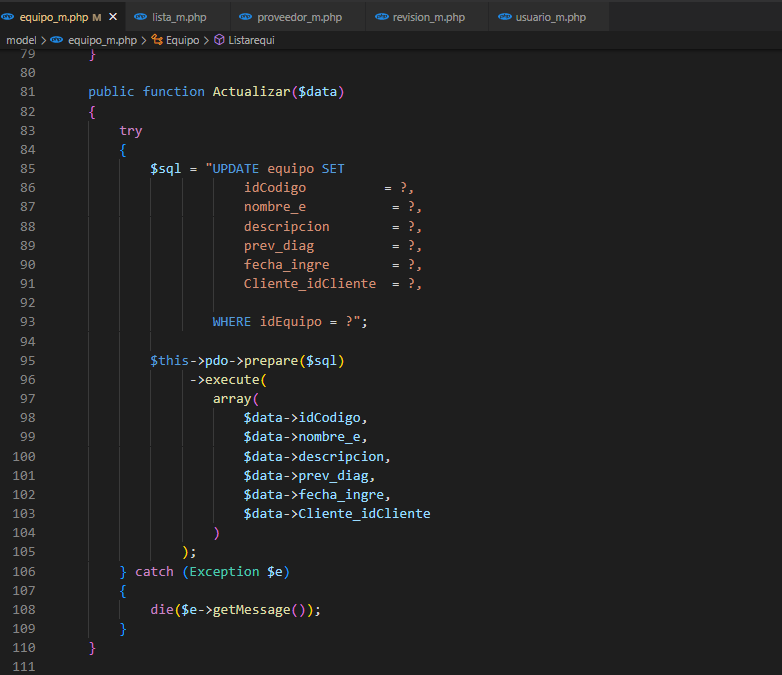 equipo_m.php M × lista_m.php proveedor_m.php revision_m.php usuario_m.php
model > equipo_m.php > Equipo > Listarequi
79 }
80
81 public function Actualizar($data)
82 {
83 try
84 {
85 $sql = "UPDATE equipo SET
86 idCodigo = ?,
87 nombre_e = ?,
88 descripcion = ?,
89 prev_diag = ?,
90 fecha_ingre = ?,
91 Cliente_idCliente = ?,
92
93 WHERE idEquipo = ?";
94
95 $this->pdo->prepare($sql)
96 ->execute(
97 array(
98 $data->idCodigo,
99 $data->nombre_e,
100 $data->descripcion,
101 $data->prev_diag,
102 $data->fecha_ingre,
103 $data->Cliente_idCliente
104 )
105 );
106 } catch (Exception $e)
107 {
108 die($e->getMessage());
109 }
110 }
111